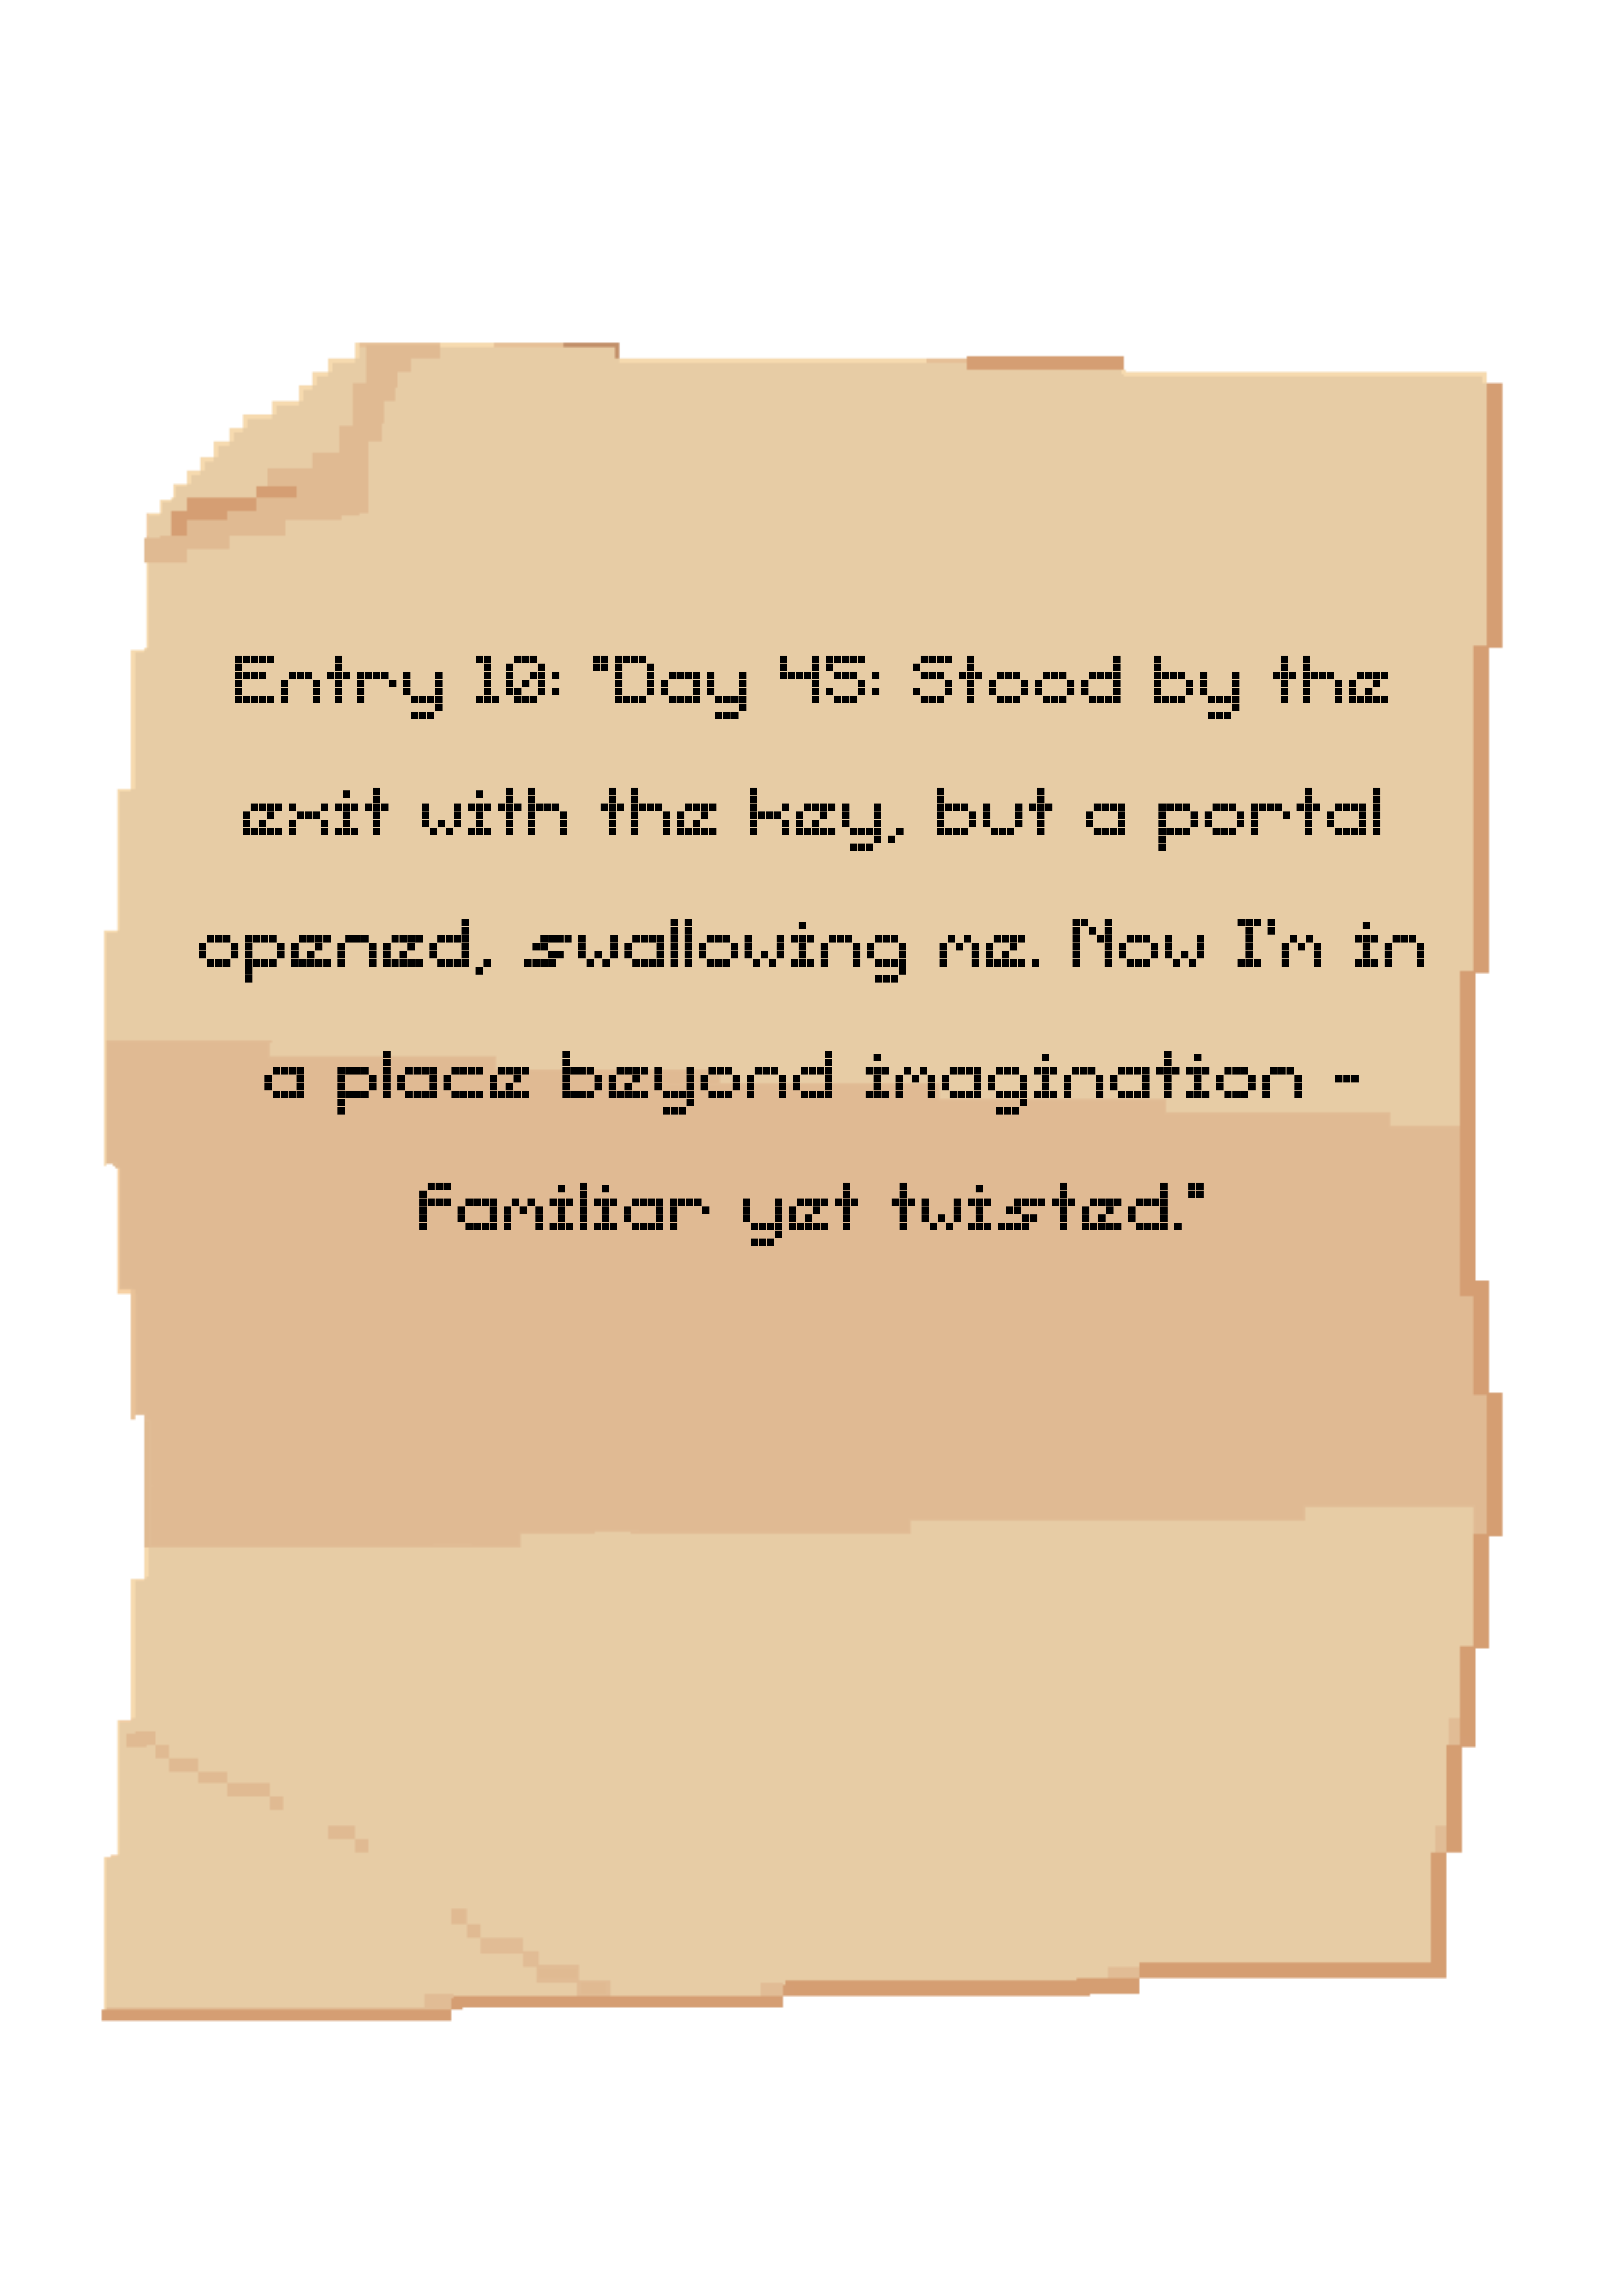 Entry 10: "Day 45: Stood by the
exit with the key, but a portal
opened, swallowing me. Now I'm in
a place beyond imagination -
familiar yet twisted."